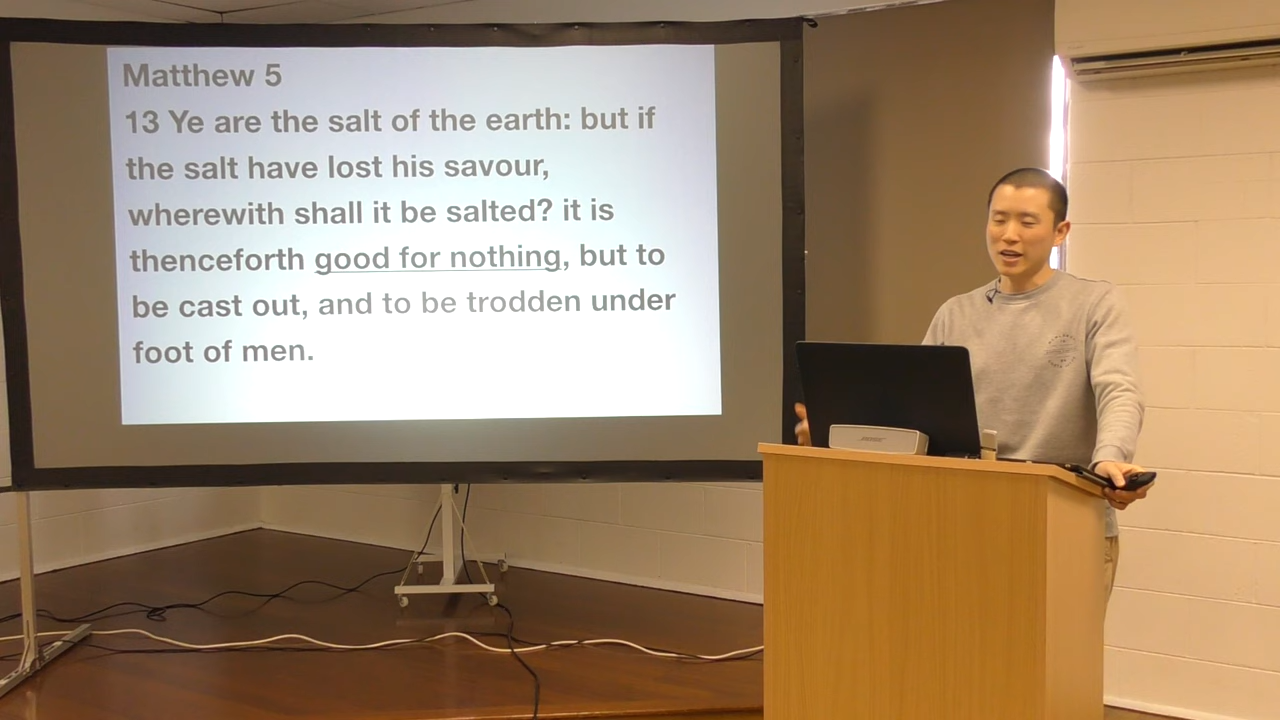 Matthew 5
13 Ye are the salt of the earth: but if
the salt have lost his savour,
wherewith shall it be salted? it is
thenceforth good for nothing, but to
be cast out, and to be trodden under
foot of men.
BOSE